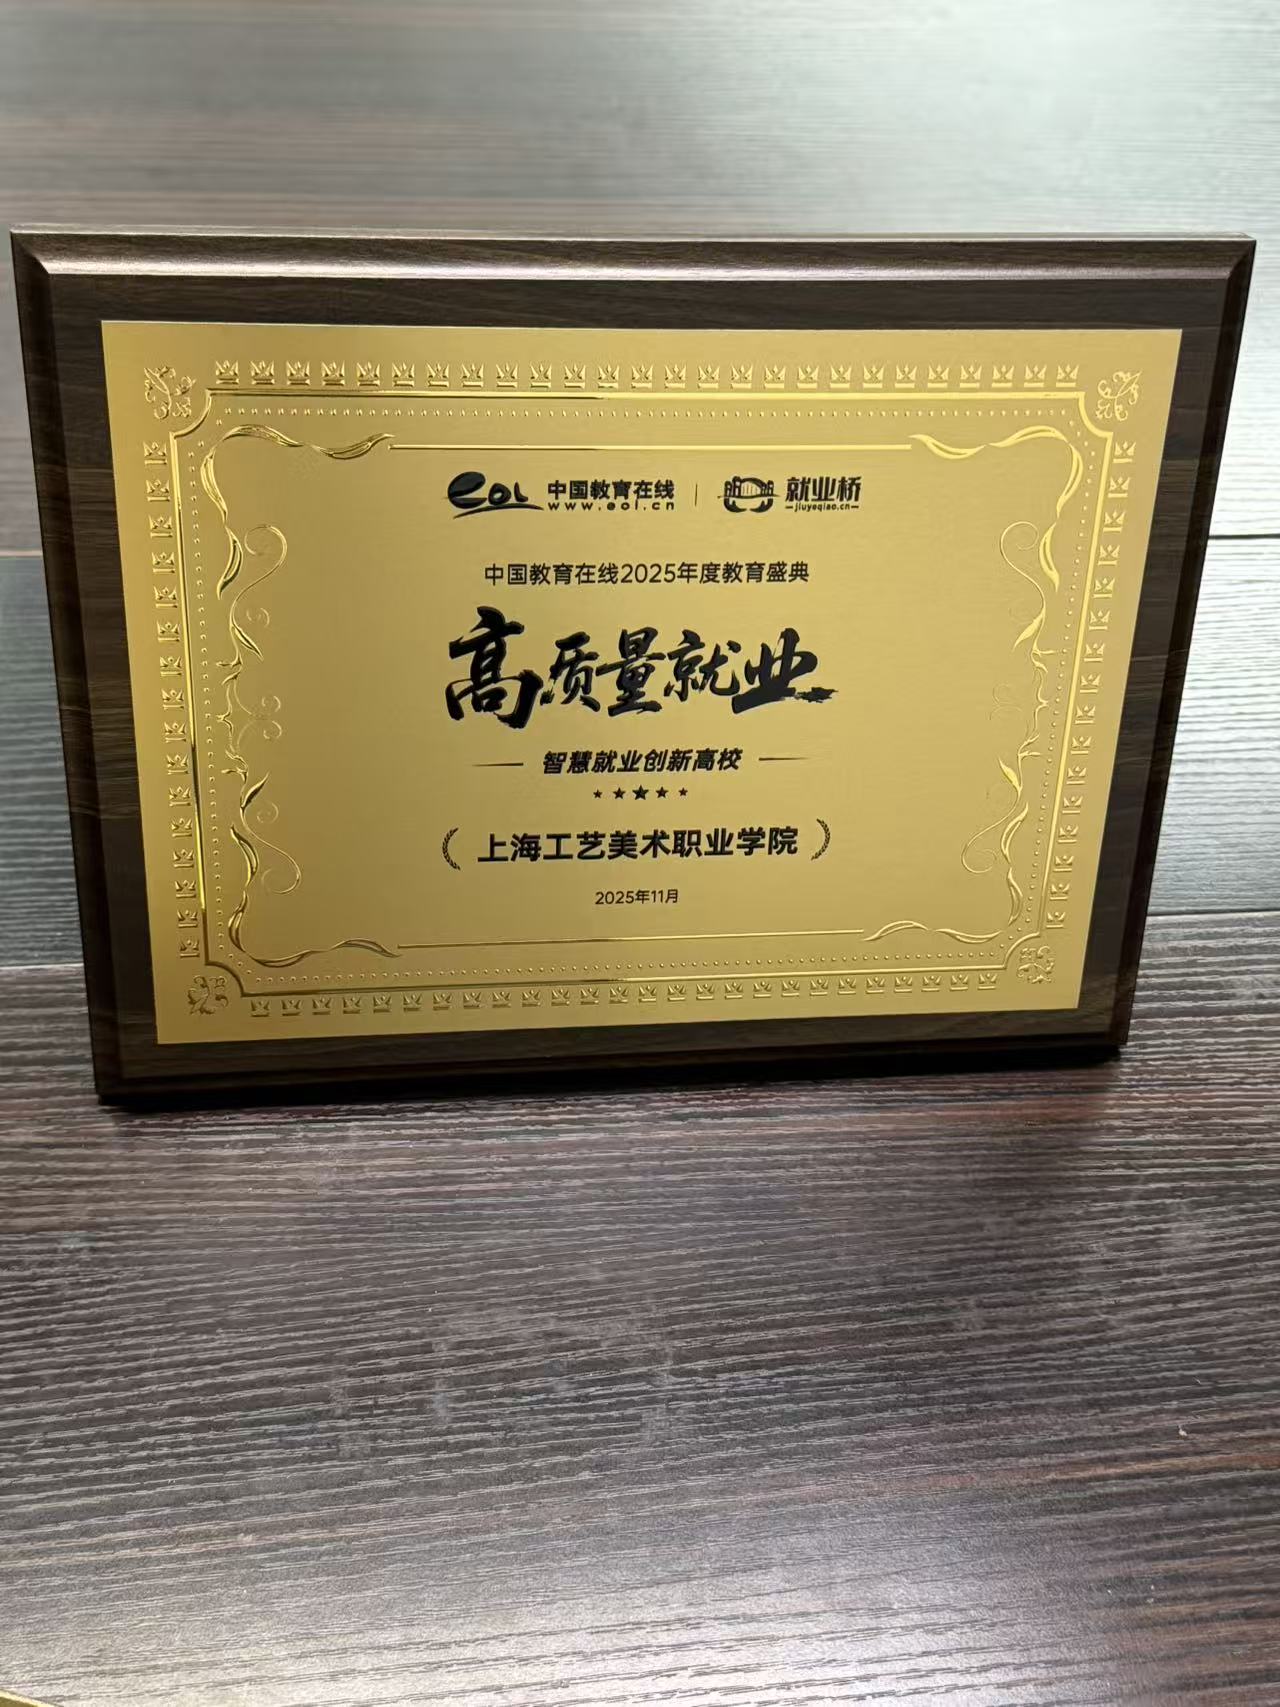 eol 中国教育在线 就业桥
www.eol.cn jiuyeqiao.cn
中国教育在线2025年度教育盛典
高质量就业
智慧就业创新高校
上海工艺美术职业学院
2025年11月